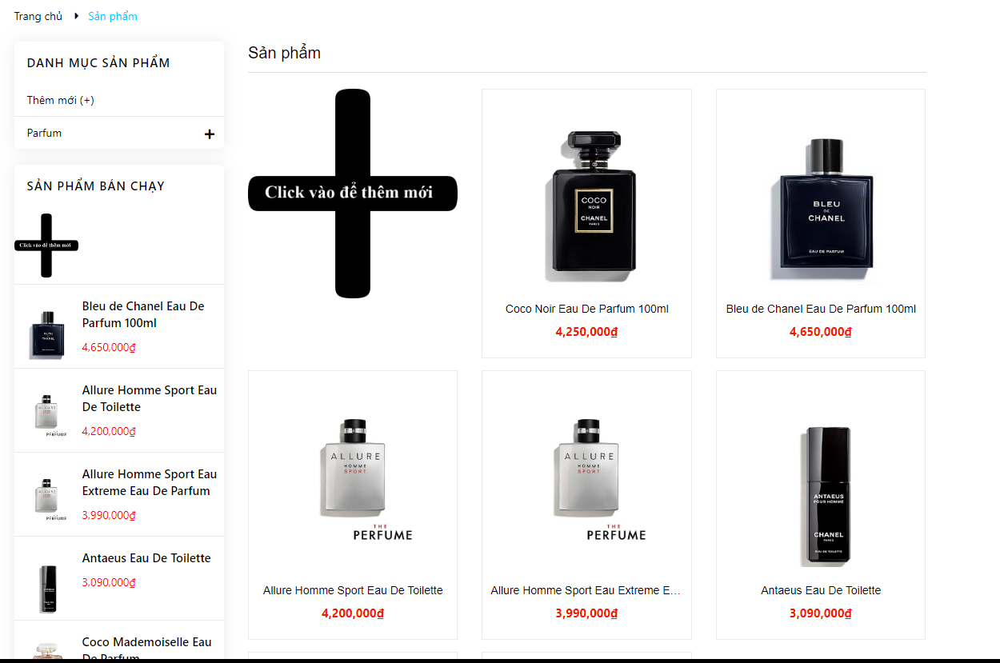 Trang chủ
Sản phẩm
DANH MỤC SẢN PHẨM
Thêm mới (+)
Parfum
SẢN PHẨM BÁN CHẠY
Click vào để thêm mới
Bleu de Chanel Eau De
Parfum 100ml
4,650,000₫
Allure Homme Sport Eau
De Toilette
PERFUME
4,200,000₫
Allure Homme Sport Eau
Extreme Eau De Parfum
PERFUME
3,990,000₫
Antaeus Eau De Toilette
3,090,000₫
Coco Mademoiselle Eau
De Parfum
Sản phẩm
Click vào để thêm mới
COCO
NOIR
CHANEL
PARIS
Coco Noir Eau De Parfum 100ml
4,250,000₫
BLEU
DE
CHANEL
EAU DE PARFUM
Bleu de Chanel Eau De Parfum 100ml
4,650,000₫
ALLURE
HOMME
SPORT
THE
PERFUME
Allure Homme Sport Eau De Toilette
4,200,000₫
ALLURE
HOMME
SPORT
THE
PERFUME
Allure Homme Sport Eau Extreme E...
3,990,000₫
ANTAEUS
POUR HOMME
CHANEL
PARIS
EAU DE TOILETTE
Antaeus Eau De Toilette
3,090,000₫